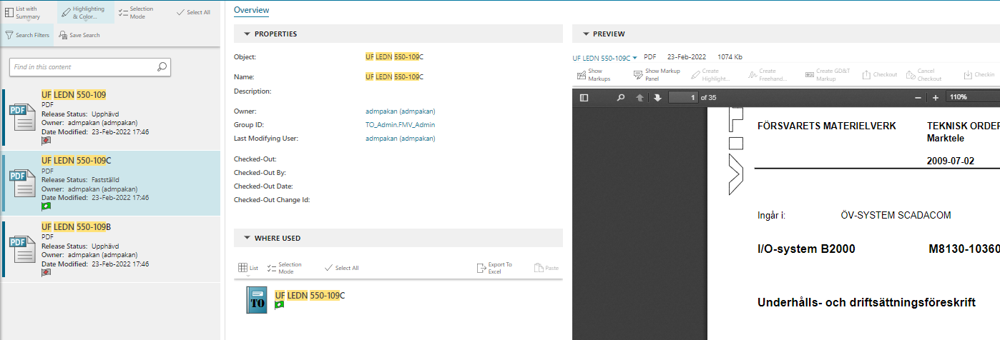 List with
Summary
Highlighting
& Color...
Selection
Mode
Select All
Search Filters
Save Search
Find in this content
UF LEDN 550-109
PDF
Release Status: Upphävd
Owner: admpakan (admpakan)
Date Modified: 23-Feb-2022 17:46
UF LEDN 550-109C
PDF
Release Status: Fastställd
Owner: admpakan (admpakan)
Date Modified: 23-Feb-2022 17:46
UF LEDN 550-109B
PDF
Release Status: Upphävd
Owner: admpakan (admpakan)
Date Modified: 23-Feb-2022 17:46
Overview
PROPERTIES
Object: UF LEDN 550-109C
Name: UF LEDN 550-109C
Description:
Owner: admpakan (admpakan)
Group ID: TO_Admin.FMV_Admin
Last Modifying User: admpakan (admpakan)
Checked-Out:
Checked-Out By:
Checked-Out Date:
Checked-Out Change Id:
WHERE USED
List
Selection
Mode
Select All
Export To
Excel
Paste
TO
UF LEDN 550-109C
PREVIEW
UF LEDN 550-109C PDF 23-Feb-2022 1074 Kb
Show
Markups
Show Markup
Panel
Create
Highlight...
Create
Freehand...
Create GD&T
Markup
Checkout
Cancel
Checkout
Checkin
1 of 35
110%
FÖRSVARETS MATERIELVERK
TEKNISK ORDER
Marktele
2009-07-02
Ingår i: ÖV-SYSTEM SCADACOM
I/O-system B2000 M8130-10360
Underhålls- och driftsättningsföreskrift